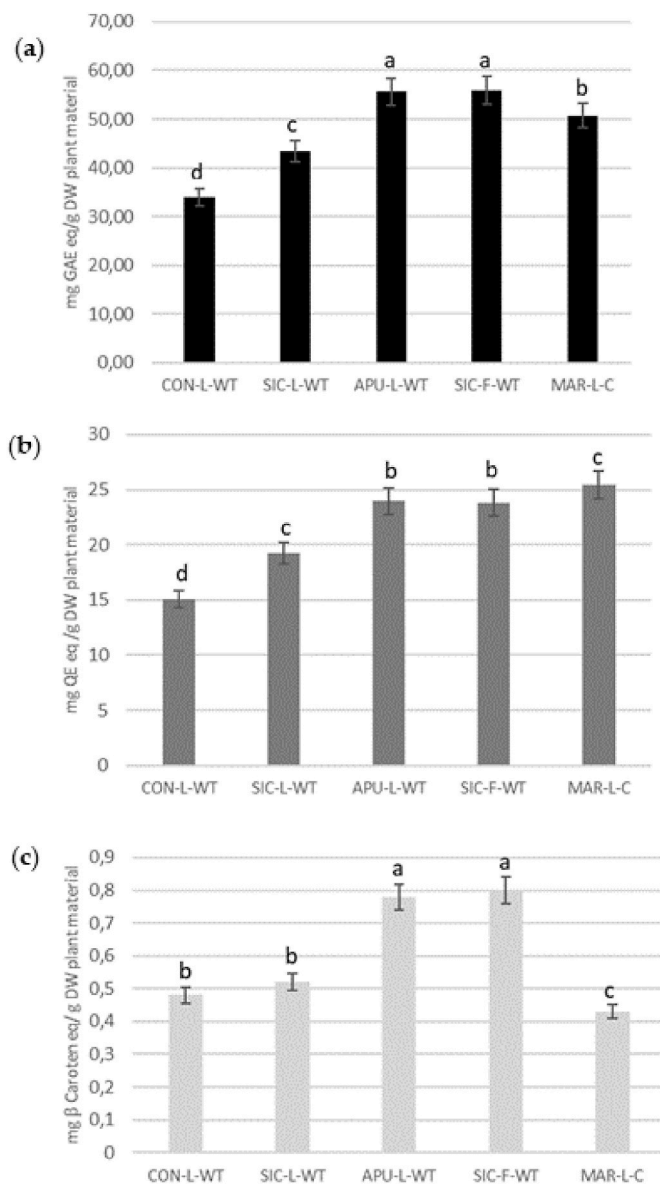 (a)
mg GAE eq/g DW plant material
70,00
60,00
50,00
40,00
30,00
20,00
10,00
0,00
d
c
a
a
b
CON-L-WT SIC-L-WT APU-L-WT SIC-F-WT MAR-L-C
(b)
mg QE eq /g DW plant material
30
25
20
15
10
5
0
d
c
b
b
c
CON-L-WT SIC-L-WT APU-L-WT SIC-F-WT MAR-L-C
(c)
mg β Caroten eq/ g DW plant material
0,9
0,8
0,7
0,6
0,5
0,4
0,3
0,2
0,1
0
b
b
a
a
c
CON-L-WT SIC-L-WT APU-L-WT SIC-F-WT MAR-L-C